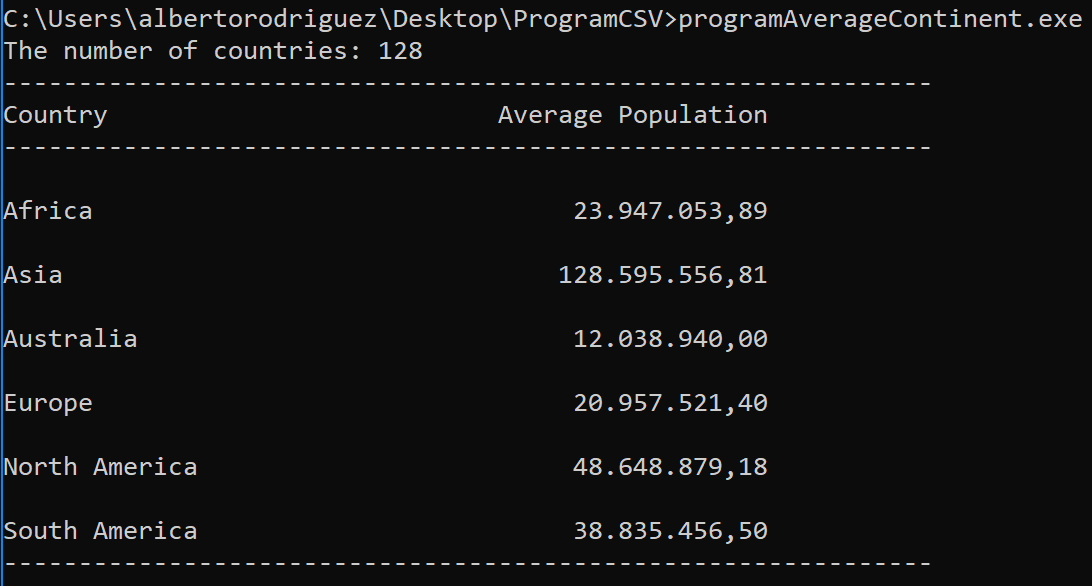 C:\Users\albertorodriguez\Desktop\ProgramCSV>programAverageContinent.exe
The number of countries: 128
--------------------------------------------------------------
Country                          Average Population
--------------------------------------------------------------
Africa                                23.947.053,89
Asia                                 128.595.556,81
Australia                             12.038.940,00
Europe                                20.957.521,40
North America                         48.648.879,18
South America                         38.835.456,50
--------------------------------------------------------------